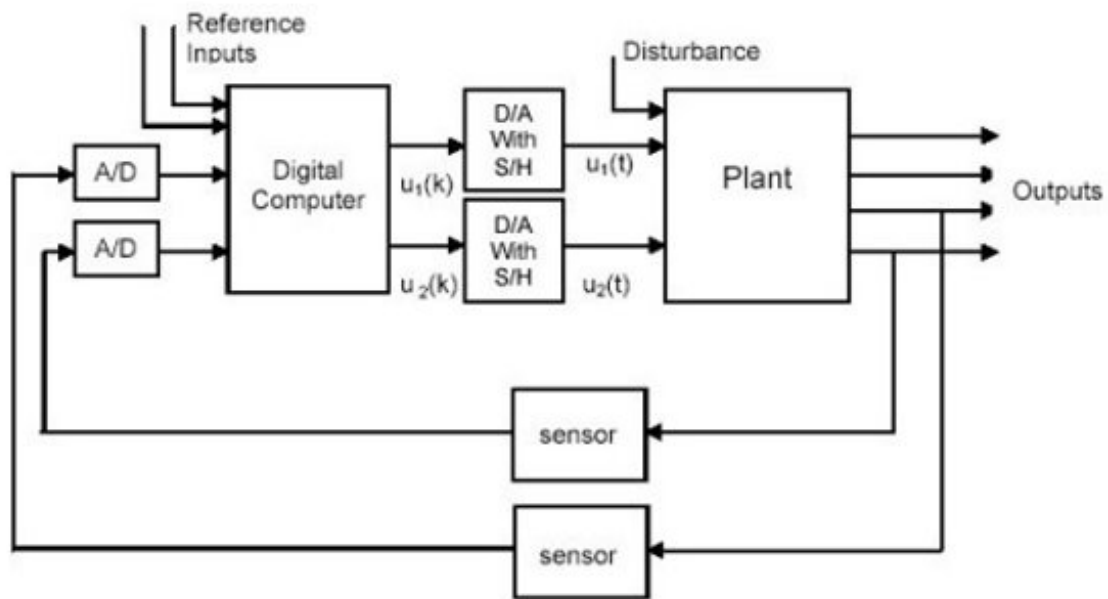 Reference
Inputs
Disturbance
A/D
A/D
Digital
Computer
u₁(k)
u₂(k)
D/A
With
S/H
D/A
With
S/H
u₁(t)
u₂(t)
Plant
Outputs
sensor
sensor